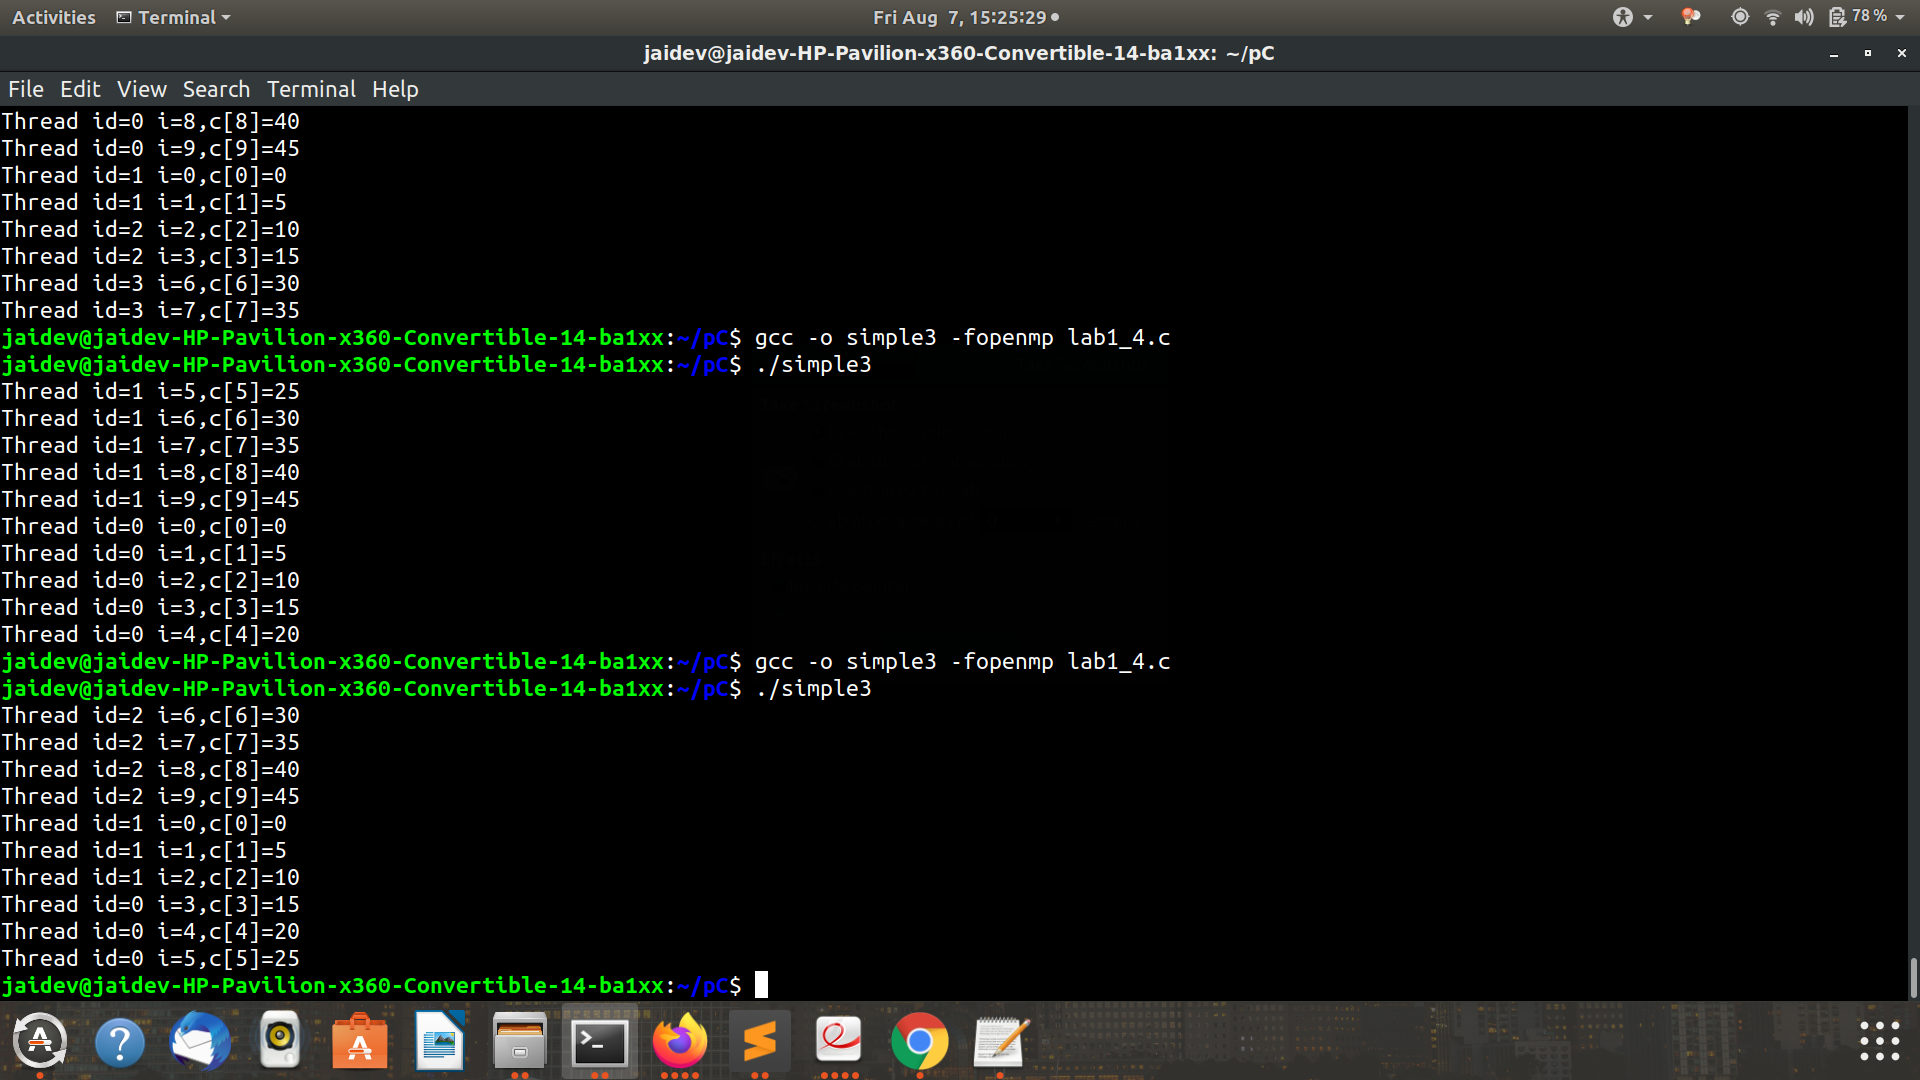 Activities Terminal Fri Aug 7, 15:25:29 78 %
jaidev@jaidev-HP-Pavilion-x360-Convertible-14-ba1xx: ~/pC
File Edit View Search Terminal Help
Thread id=0 i=8,c[8]=40
Thread id=0 i=9,c[9]=45
Thread id=1 i=0,c[0]=0
Thread id=1 i=1,c[1]=5
Thread id=2 i=2,c[2]=10
Thread id=2 i=3,c[3]=15
Thread id=3 i=6,c[6]=30
Thread id=3 i=7,c[7]=35
jaidev@jaidev-HP-Pavilion-x360-Convertible-14-ba1xx:~/pC$ gcc -o simple3 -fopenmp lab1_4.c
jaidev@jaidev-HP-Pavilion-x360-Convertible-14-ba1xx:~/pC$ ./simple3
Thread id=1 i=5,c[5]=25
Thread id=1 i=6,c[6]=30
Thread id=1 i=7,c[7]=35
Thread id=1 i=8,c[8]=40
Thread id=1 i=9,c[9]=45
Thread id=0 i=0,c[0]=0
Thread id=0 i=1,c[1]=5
Thread id=0 i=2,c[2]=10
Thread id=0 i=3,c[3]=15
Thread id=0 i=4,c[4]=20
jaidev@jaidev-HP-Pavilion-x360-Convertible-14-ba1xx:~/pC$ gcc -o simple3 -fopenmp lab1_4.c
jaidev@jaidev-HP-Pavilion-x360-Convertible-14-ba1xx:~/pC$ ./simple3
Thread id=2 i=6,c[6]=30
Thread id=2 i=7,c[7]=35
Thread id=2 i=8,c[8]=40
Thread id=2 i=9,c[9]=45
Thread id=1 i=0,c[0]=0
Thread id=1 i=1,c[1]=5
Thread id=1 i=2,c[2]=10
Thread id=0 i=3,c[3]=15
Thread id=0 i=4,c[4]=20
Thread id=0 i=5,c[5]=25
jaidev@jaidev-HP-Pavilion-x360-Convertible-14-ba1xx:~/pC$